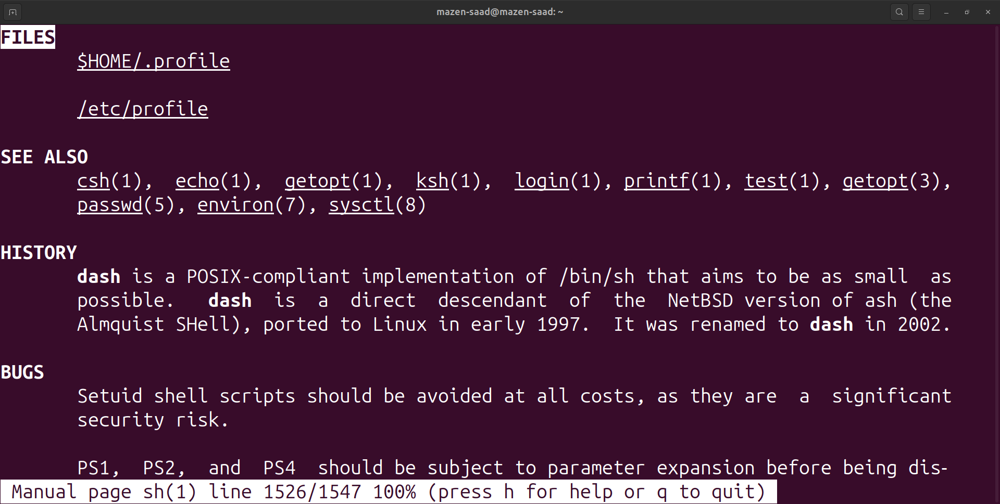 mazen-saad@mazen-saad: ~
FILES
$HOME/.profile
/etc/profile
SEE ALSO
csh(1), echo(1), getopt(1), ksh(1), login(1), printf(1), test(1), getopt(3),
passwd(5), environ(7), sysctl(8)
HISTORY
dash is a POSIX-compliant implementation of /bin/sh that aims to be as small as
possible. dash is a direct descendant of the NetBSD version of ash (the
Almquist SHell), ported to Linux in early 1997. It was renamed to dash in 2002.
BUGS
Setuid shell scripts should be avoided at all costs, as they are a significant
security risk.
PS1, PS2, and PS4 should be subject to parameter expansion before being dis-
Manual page sh(1) line 1526/1547 100% (press h for help or q to quit)